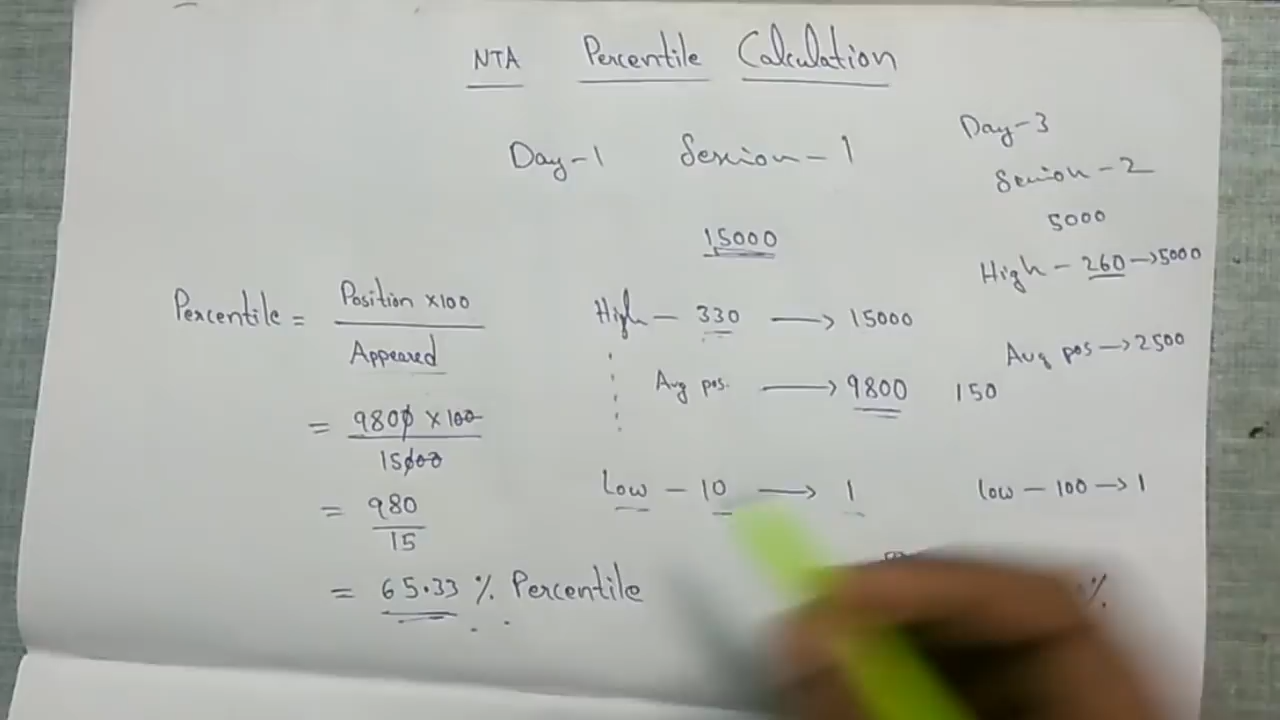 NTA Percentile Calculation
Day-1 Session-1
15000
Percentile = Position ×100
Appeared
= 9800 ×100
15000
= 980
15
= 65.33 % Percentile
High - 330 → 15000
Avg pos. → 9800
150
Low - 10 → 1
Day-3
Session-2
5000
High - 260 → 5000
Avg pos → 2500
low - 100 → 1
%